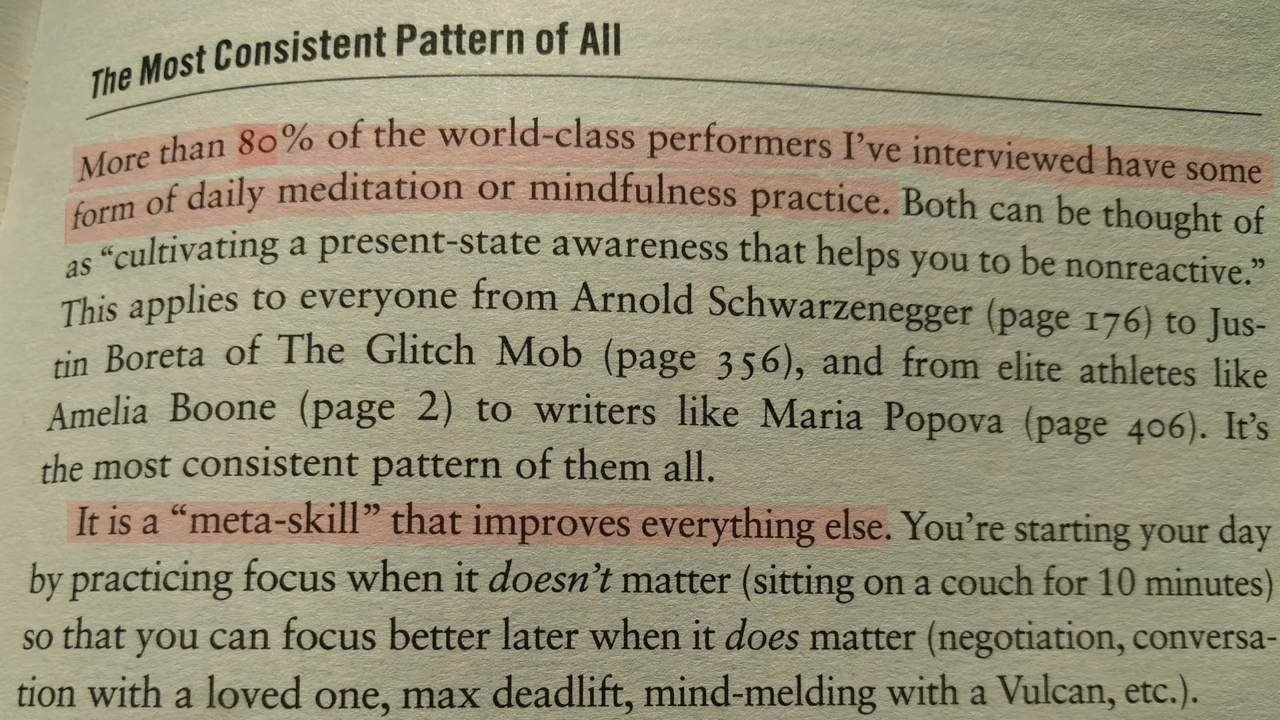 The Most Consistent Pattern of All
More than 80% of the world-class performers I’ve interviewed have some
form of daily meditation or mindfulness practice. Both can be thought of
as “cultivating a present-state awareness that helps you to be nonreactive.”
This applies to everyone from Arnold Schwarzenegger (page 176) to Jus-
tin Boreta of The Glitch Mob (page 356), and from elite athletes like
Amelia Boone (page 2) to writers like Maria Popova (page 406). It’s
the most consistent pattern of them all.
It is a “meta-skill” that improves everything else. You’re starting your day
by practicing focus when it doesn’t matter (sitting on a couch for 10 minutes)
so that you can focus better later when it does matter (negotiation, conversa-
tion with a loved one, max deadlift, mind-melding with a Vulcan, etc.).